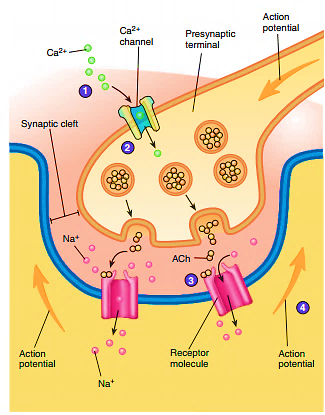 Action
potential
Ca2+
channel
Presynaptic
terminal
Ca2+
1
2
Synaptic cleft
Na+
ACh
3
4
Action
potential
Receptor
molecule
Action
potential
Na+